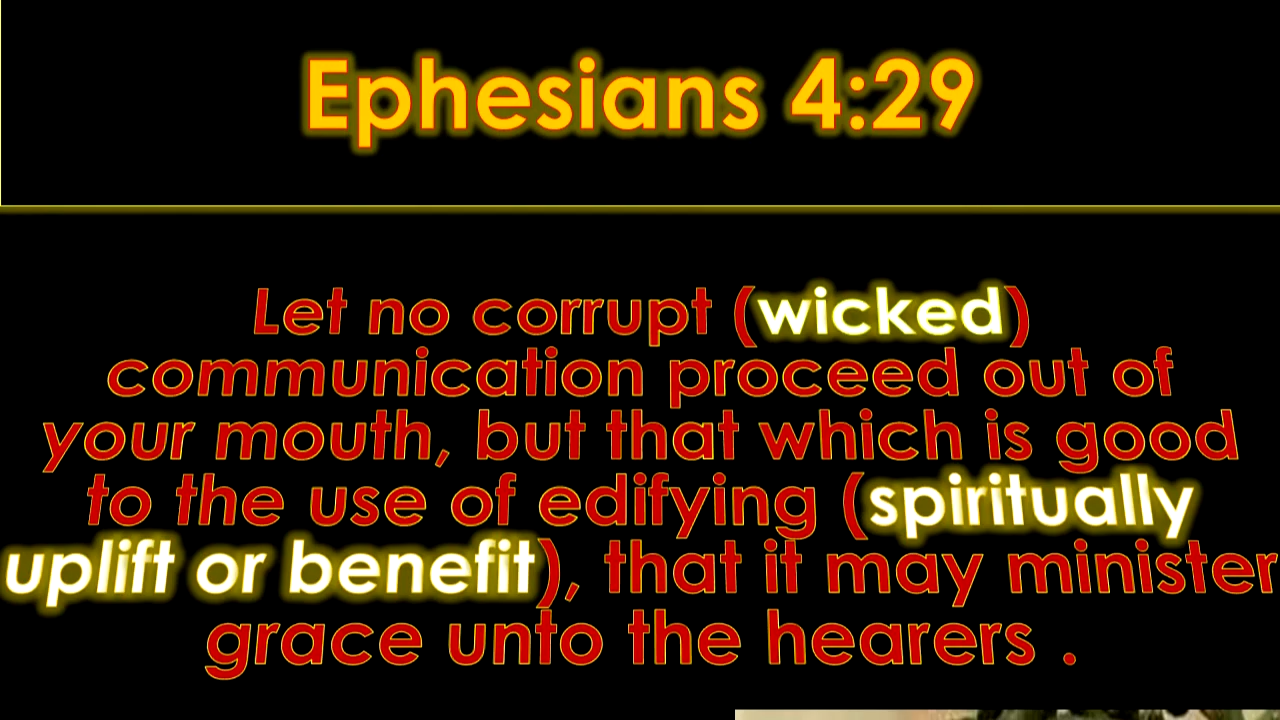 Ephesians 4:29
Let no corrupt (wicked)
communication proceed out of
your mouth, but that which is good
to the use of edifying (spiritually
uplift or benefit), that it may minister
grace unto the hearers .